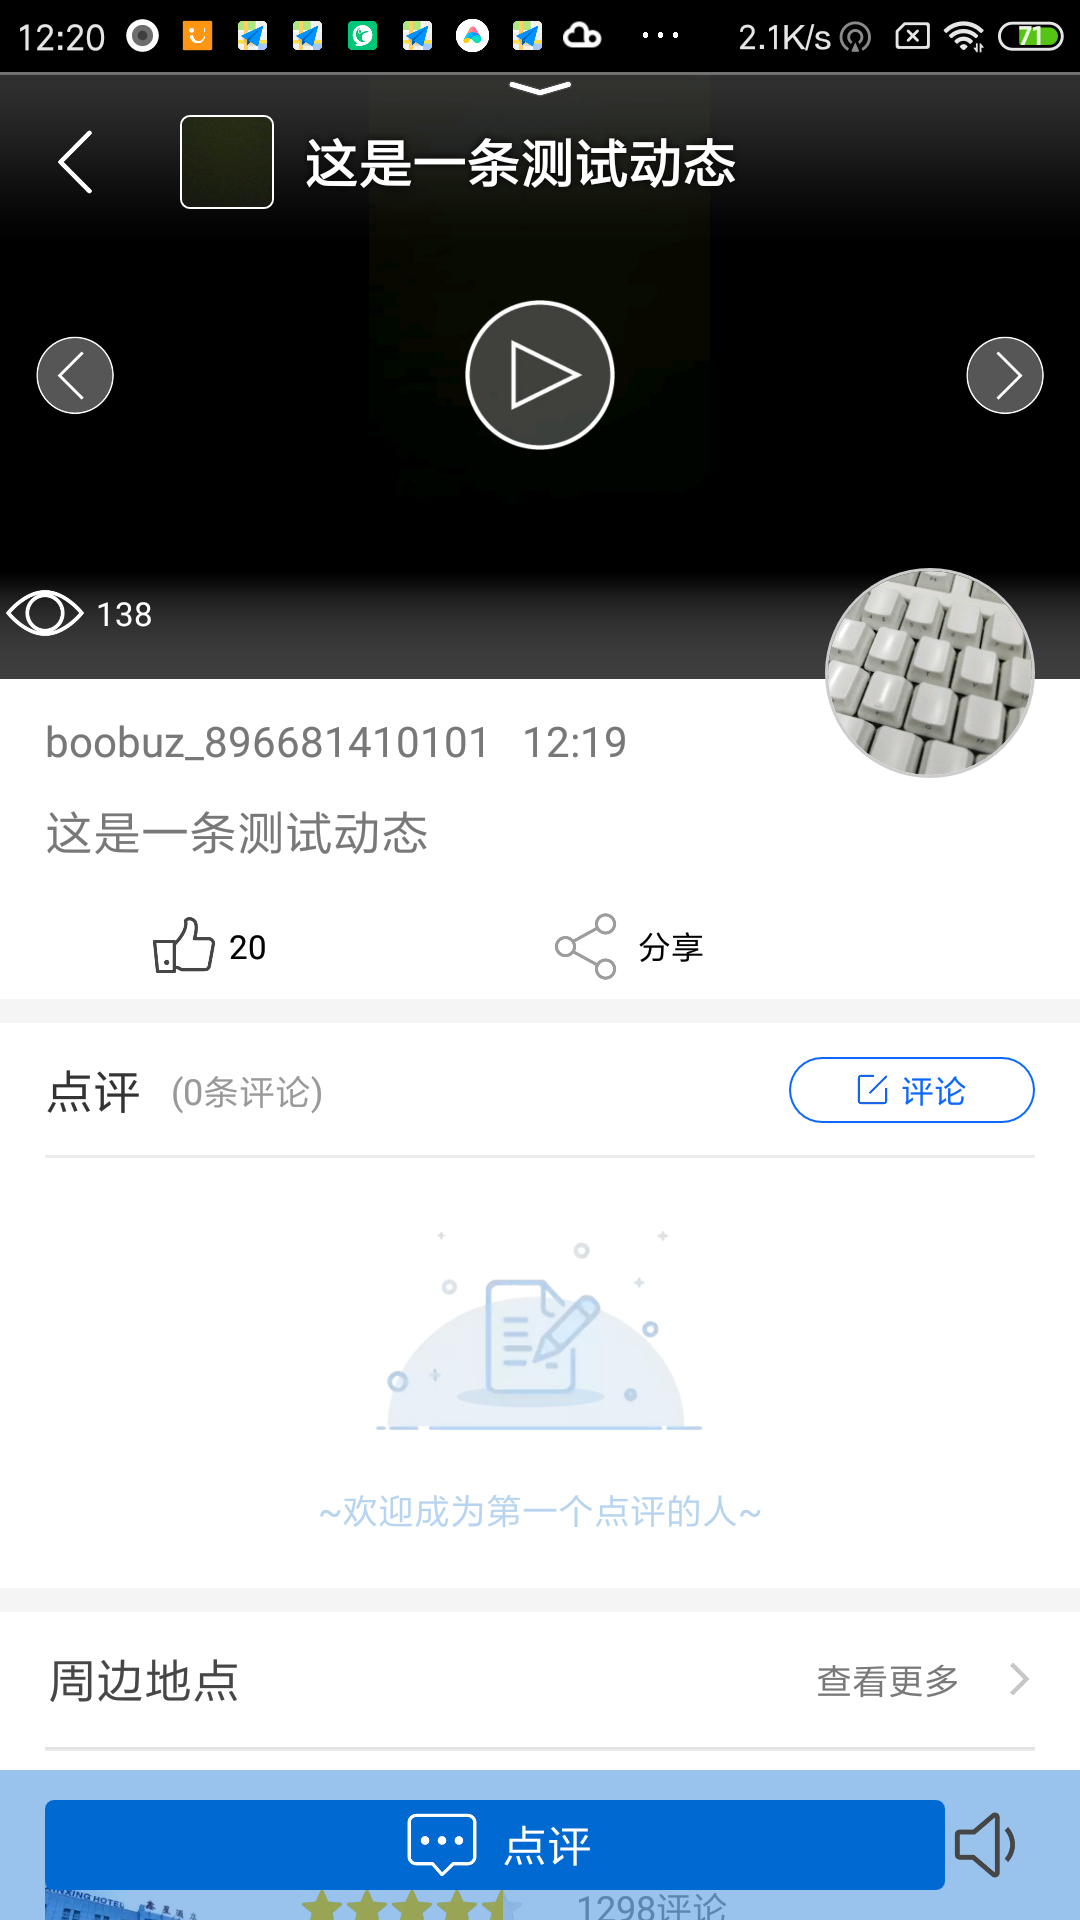 12:20
2.1K/s
71
这是一条测试动态
138
boobuz_896681410101 12:19
这是一条测试动态
20
分享
点评 (0条评论)
评论
~欢迎成为第一个点评的人~
周边地点
查看更多
点评
1298评论